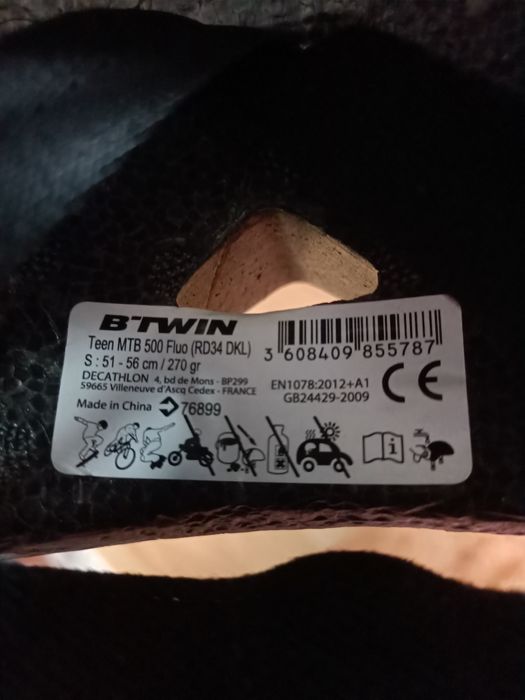 B'TWIN
Teen MTB 500 Fluo (RD34 DKL)
S : 51 - 56 cm / 270 gr
DECATHLON 4, bd de Mons - BP299
59665 Villeneuve d'Ascq Cedex - FRANCE
Made in China 76899
3 608409 855787
EN1078:2012+A1
GB24429-2009
CE
i